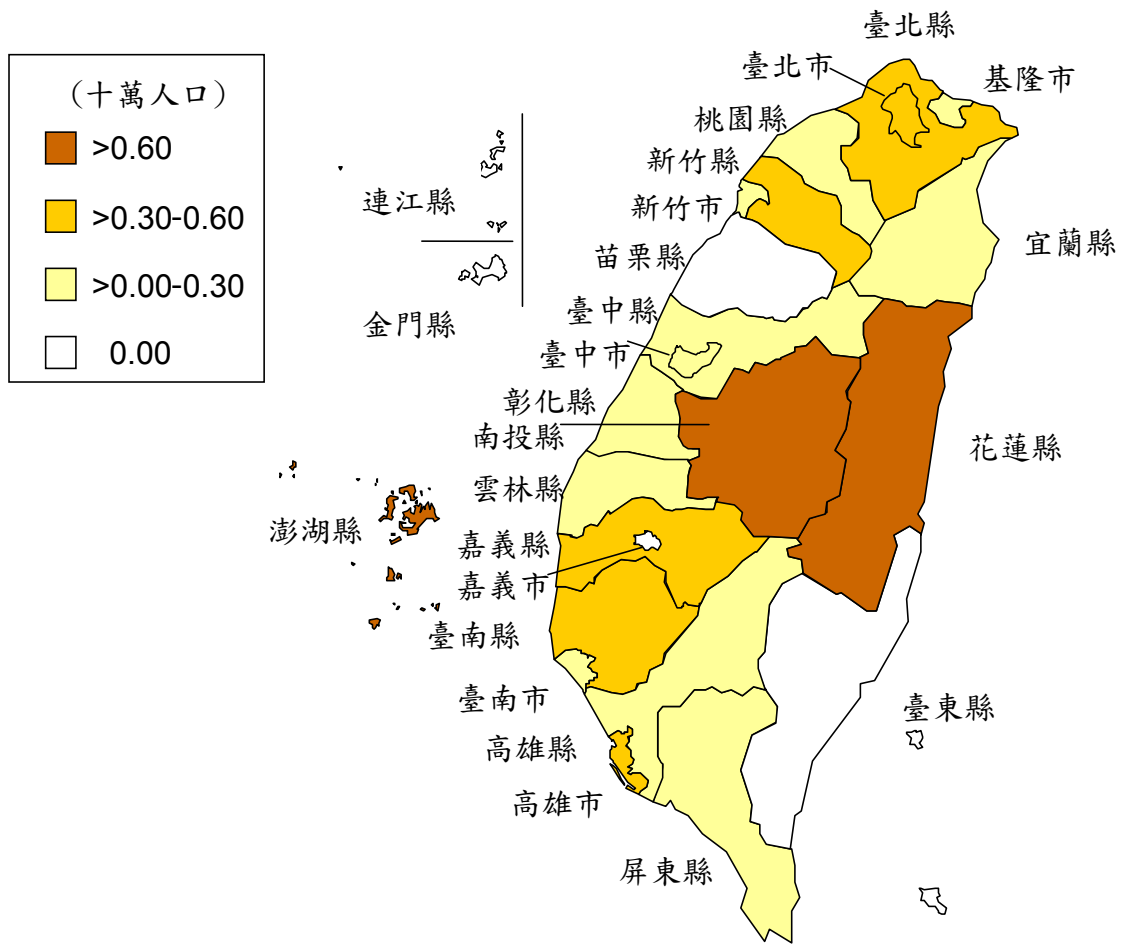 (十萬人口)
>0.60
>0.30-0.60
>0.00-0.30
0.00
臺北縣
臺北市
基隆市
桃園縣
新竹縣
新竹市
連江縣
宜蘭縣
苗栗縣
金門縣
臺中縣
臺中市
彰化縣
南投縣
花蓮縣
雲林縣
澎湖縣
嘉義縣
嘉義市
臺南縣
臺南市
臺東縣
高雄縣
高雄市
屏東縣